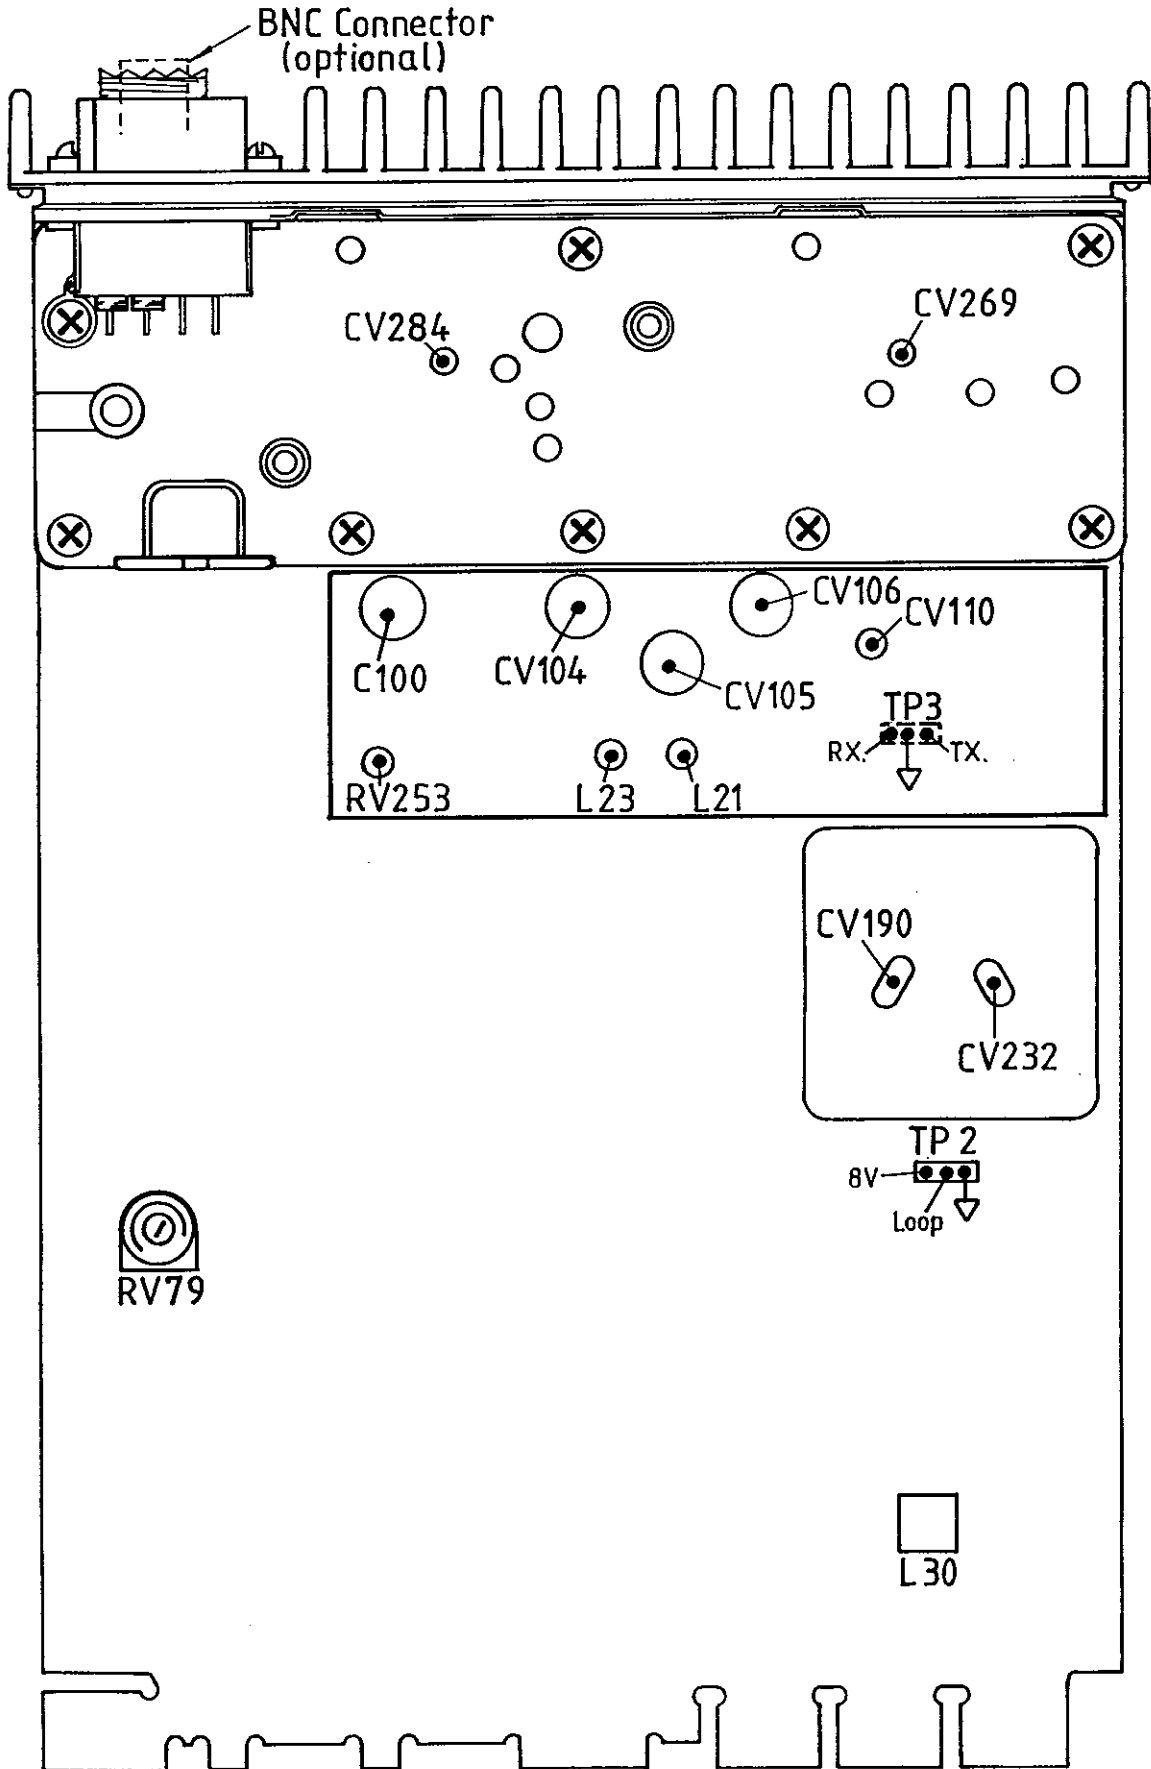 BNC Connector
(optional)
CV284
CV269
CV106
CV110
C100
CV104
CV105
TP3
RX.
TX.
RV253
L23
L21
CV190
CV232
TP 2
8V
Loop
RV79
L30